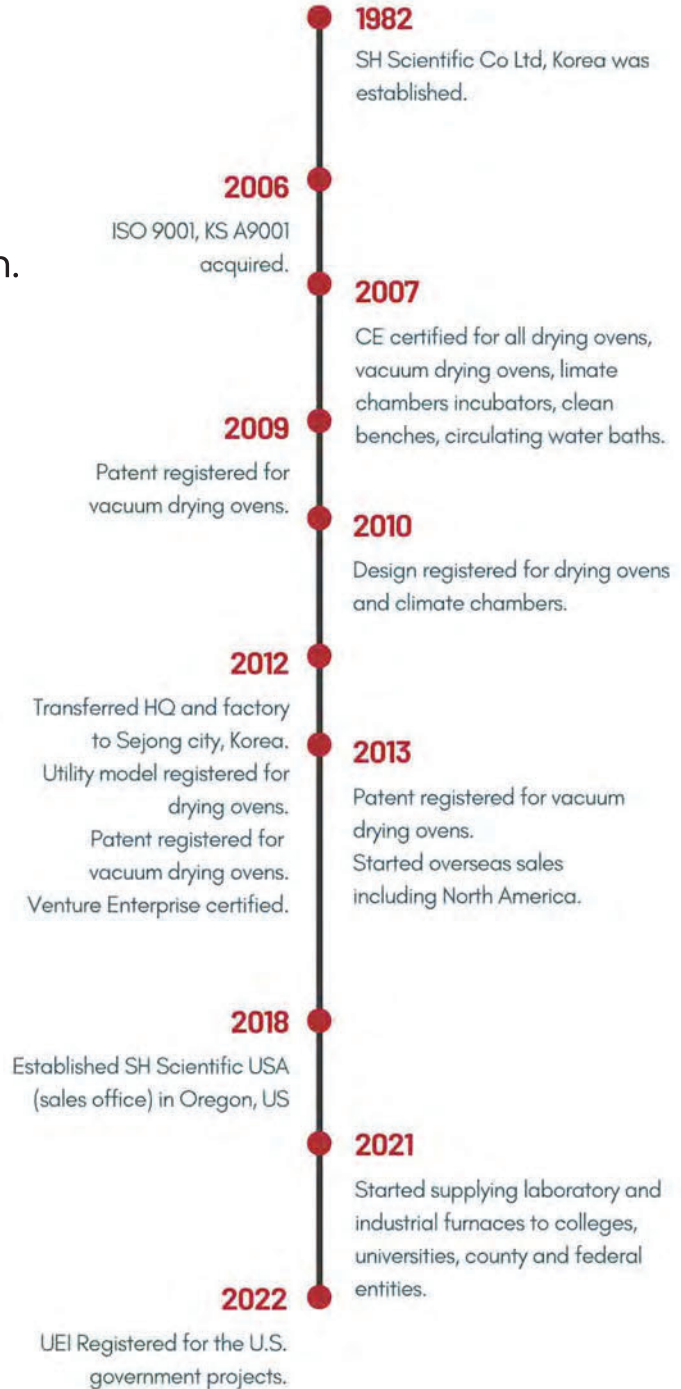 1982
SH Scientific Co Ltd, Korea was
established.
2006
ISO 9001, KS A9001
acquired.
n.
2007
CE certified for all drying ovens,
vacuum drying ovens, limate
chambers incubators, clean
benches, circulating water baths.
2009
Patent registered for
vacuum drying ovens.
2010
Design registered for drying ovens
and climate chambers.
2012
Transferred HQ and factory
to Sejong city, Korea.
Utility model registered for
drying ovens.
Patent registered for
vacuum drying ovens.
Venture Enterprise certified.
2013
Patent registered for vacuum
drying ovens.
Started overseas sales
including North America.
2018
Established SH Scientific USA
(sales office) in Oregon, US
2021
Started supplying laboratory and
industrial furnaces to colleges,
universities, county and federal
entities.
2022
UEI Registered for the U.S.
government projects.